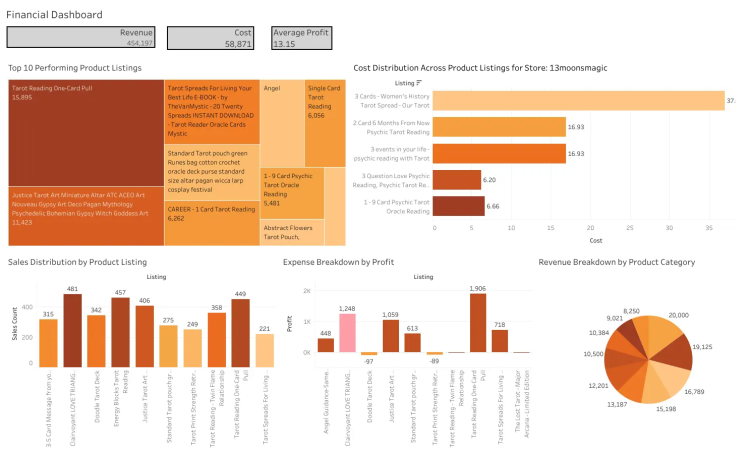 Financial Dashboard
Revenue
454,197
Cost
58,871
Average Profit
13.15
Top 10 Performing Product Listings
Tarot Reading One-Card Pull
15,895
Justice Tarot Art Miniature Altar ATC ACEO Art
Nouveau Gypsy Art Deco Pagan Mythology
Psychedelic Bohemian Gypsy Witch Goddess Art
11,423
Tarot Spreads For Living Your
Best Life E-BOOK - by
TheVanMystic - 20 Twenty
Spreads INSTANT DOWNLOAD
- Tarot Reader Oracle Cards
Mystic
Standard Tarot pouch green
Runes bag cotton crochet
oracle deck purse standard
size altar pagan wicca larp
cosplay festival
CAREER - 1 Card Tarot Reading
6,262
Angel
Single Card
Tarot
Reading
6,056
1 - 9 Card Psychic
Tarot Oracle
Reading
5,481
Abstract Flowers
Tarot Pouch,
Cost Distribution Across Product Listings for Store: 13moonsmagic
Listing
3 Cards - Women's History
Tarot Spread - Our Tarot
37.
2 Card 6 Months From Now
Psychic Tarot Reading
16.93
3 events in your life -
psychic reading with Tarot
16.93
3 Question Love Psychic
Reading, Psychic Tarot Re..
6.20
1 - 9 Card Psychic Tarot
Oracle Reading
6.66
0 5 10 15 20 25 30 35
Cost
Sales Distribution by Product Listing
Listing
Sales Count
400
200
0
315
481
342
457
406
275
249
358
449
221
3-5 Card Message from yo...
Clairvoyant LOVE TRIANG..
Doodle Tarot Deck
Energy Blocks Tarot
Reading
Justice Tarot Art...
Standard Tarot pouch gr..
Tarot Print Strength Retr..
Tarot Reading - Twin Flame
Relationship
Tarot Reading One-Card
Pull
Tarot Spreads For Living..
Expense Breakdown by Profit
Listing
Profit
2K
1K
0K
448
1,248
-97
1,059
613
-89
1,906
718
Angel Guidance-Same..
Clairvoyant LOVE TRIANG..
Doodle Tarot Deck
Justice Tarot Art...
Standard Tarot pouch gr..
Tarot Print Strength Retr..
Tarot Reading - Twin Flame
Relationship
Tarot Reading One-Card
Pull
Tarot Spreads For Living..
The Lost Tarot - Major
Arcana - Limited Edition
Revenue Breakdown by Product Category
20,000
19,125
16,789
15,198
13,187
12,201
10,500
10,384
9,021
8,250